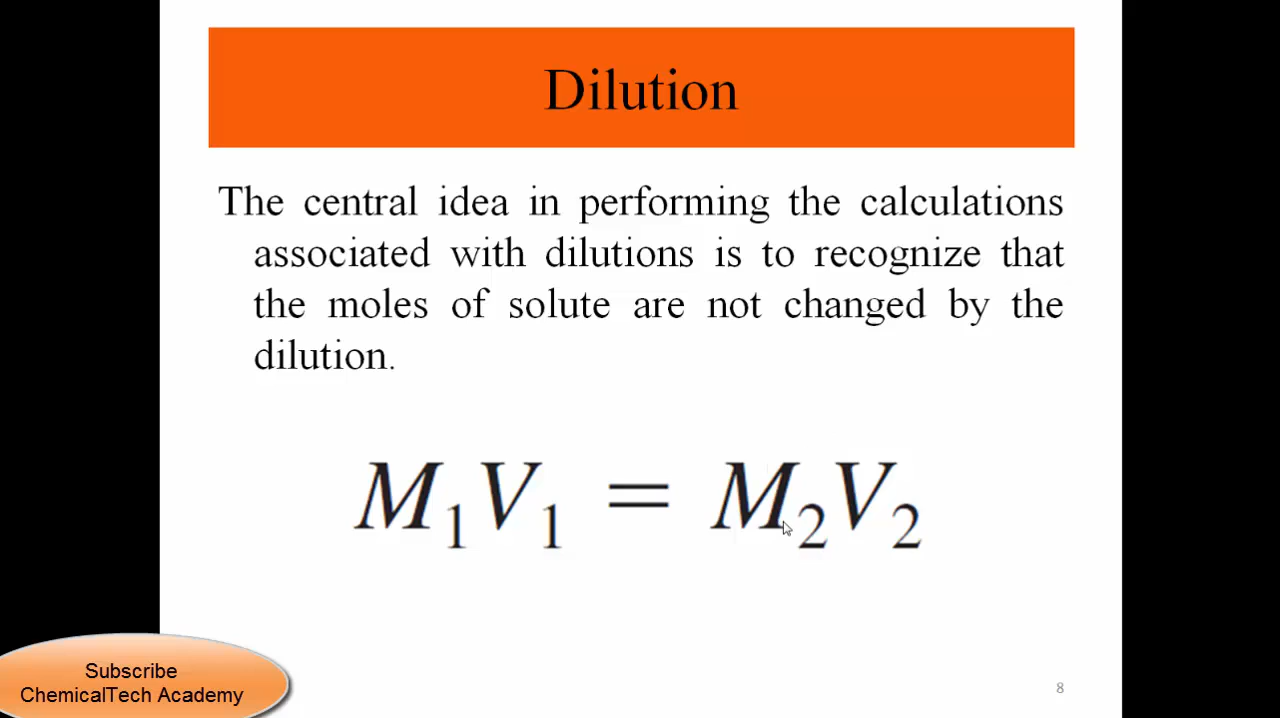 Dilution
The central idea in performing the calculations
associated with dilutions is to recognize that
the moles of solute are not changed by the
dilution.
M₁V₁ = M₂V₂
Subscribe
ChemicalTech Academy
8